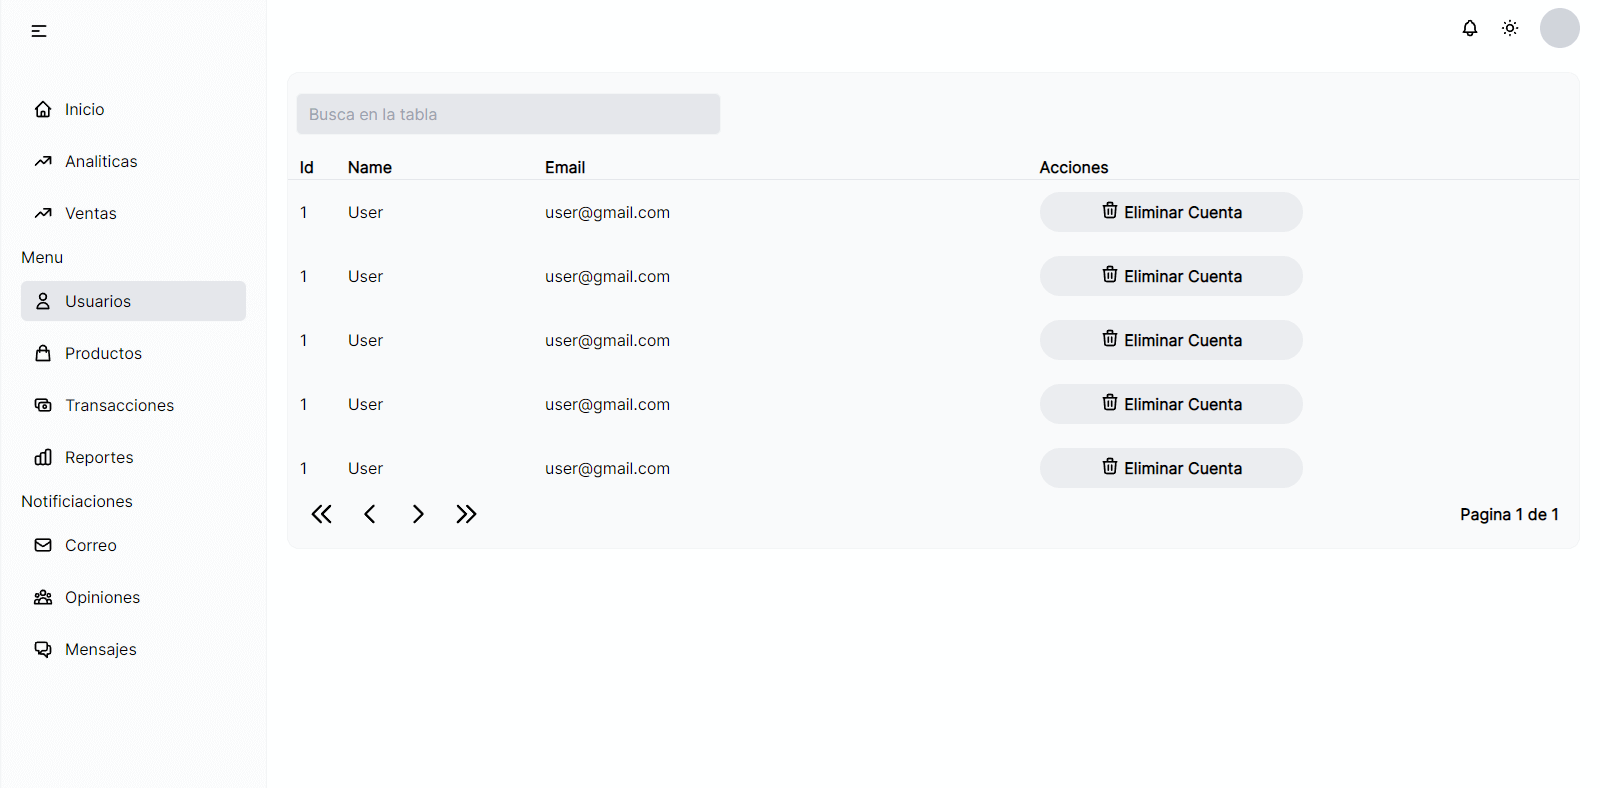 Inicio
Analiticas
Ventas
Menu
Usuarios
Productos
Transacciones
Reportes
Notificiaciones
Correo
Opiniones
Mensajes
Busca en la tabla
Id Name Email Acciones
1 User user@gmail.com Eliminar Cuenta
1 User user@gmail.com Eliminar Cuenta
1 User user@gmail.com Eliminar Cuenta
1 User user@gmail.com Eliminar Cuenta
1 User user@gmail.com Eliminar Cuenta
Pagina 1 de 1